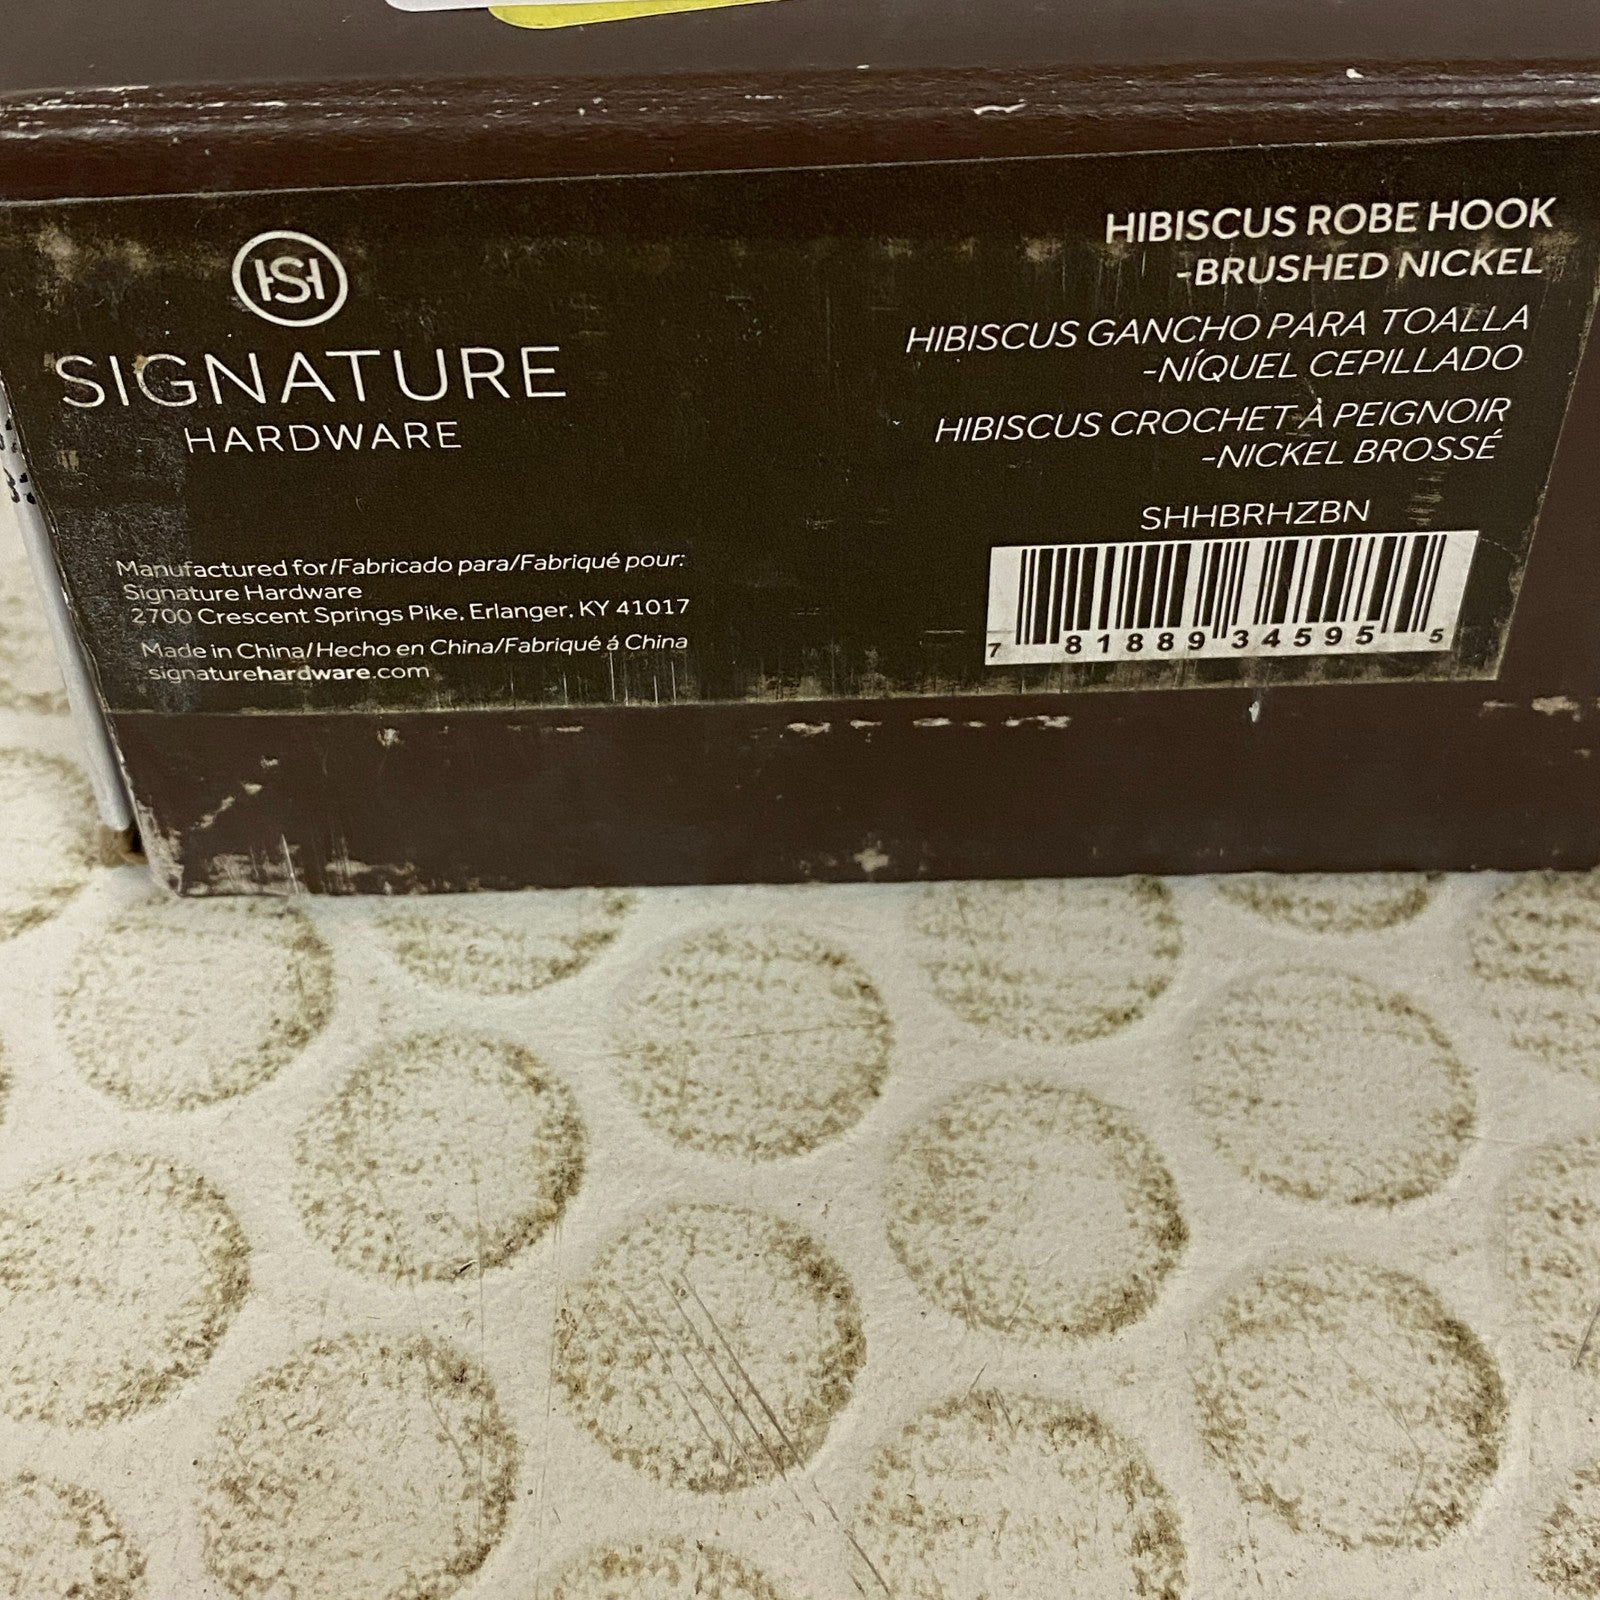 HSH
SIGNATURE
HARDWARE
Manufactured for/Fabricado para/Fabriqué pour:
Signature Hardware
2700 Crescent Springs Pike, Erlanger, KY 41017
Made in China/Hecho en China/Fabriqué á China
signaturehardware.com
HIBISCUS ROBE HOOK
-BRUSHED NICKEL
HIBISCUS GANCHO PARA TOALLA
-NÍQUEL CEPILLADO
HIBISCUS CROCHET À PEIGNOIR
-NICKEL BROSSÉ
SHHBRHZBN
7 81889 34595 5